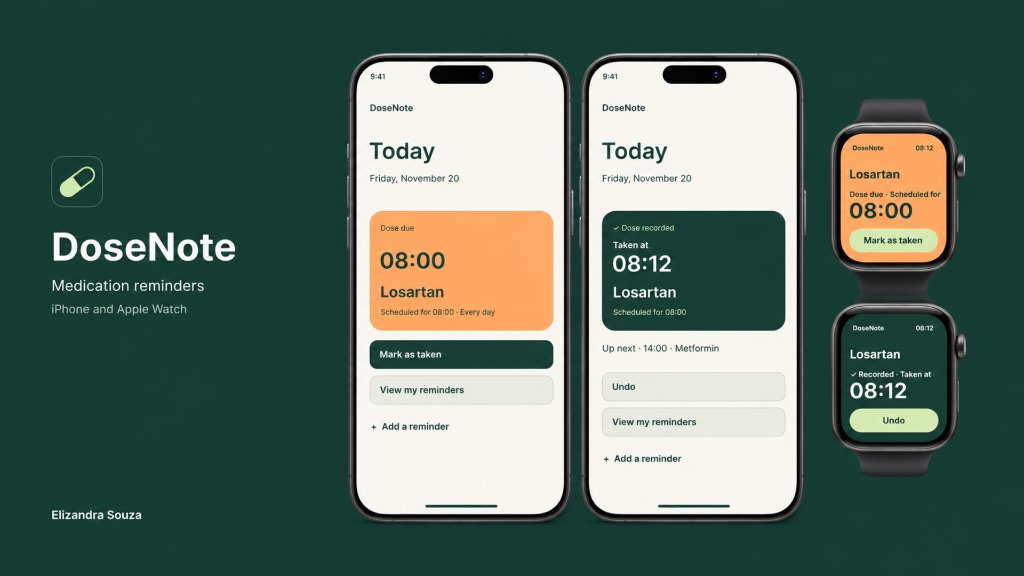 DoseNote
Medication reminders
iPhone and Apple Watch
Elizandra Souza
9:41
DoseNote
Today
Friday, November 20
Dose due
08:00
Losartan
Scheduled for 08:00 · Every day
Mark as taken
View my reminders
+ Add a reminder
9:41
DoseNote
Today
Friday, November 20
✓ Dose recorded
Taken at
08:12
Losartan
Scheduled for 08:00
Up next · 14:00 · Metformin
Undo
View my reminders
+ Add a reminder
DoseNote 08:12
Losartan
Dose due · Scheduled for
08:00
Mark as taken
DoseNote 08:12
Losartan
✓ Recorded · Taken at
08:12
Undo